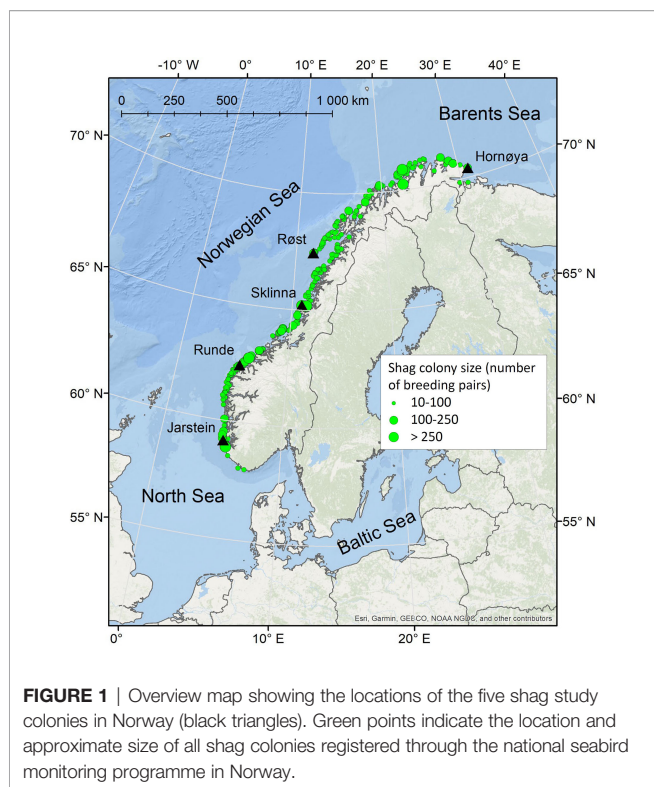 -10° W 0° 10° E 20° E 30° E 40° E
0 250 500 1 000 km
Barents Sea
70° N
70° N
Hornøya
Norwegian Sea
Røst
65° N
65° N
Sklinna
Runde
Shag colony size (number
of breeding pairs)
10-100
100-250
> 250
60° N
60° N
Jarstein
North Sea
Baltic Sea
55° N
55° N
Esri, Garmin, GEBCO, NOAA NGDC, and other contributors
0° 10° E 20° E
FIGURE 1 | Overview map showing the locations of the five shag study
colonies in Norway (black triangles). Green points indicate the location and
approximate size of all shag colonies registered through the national seabird
monitoring programme in Norway.